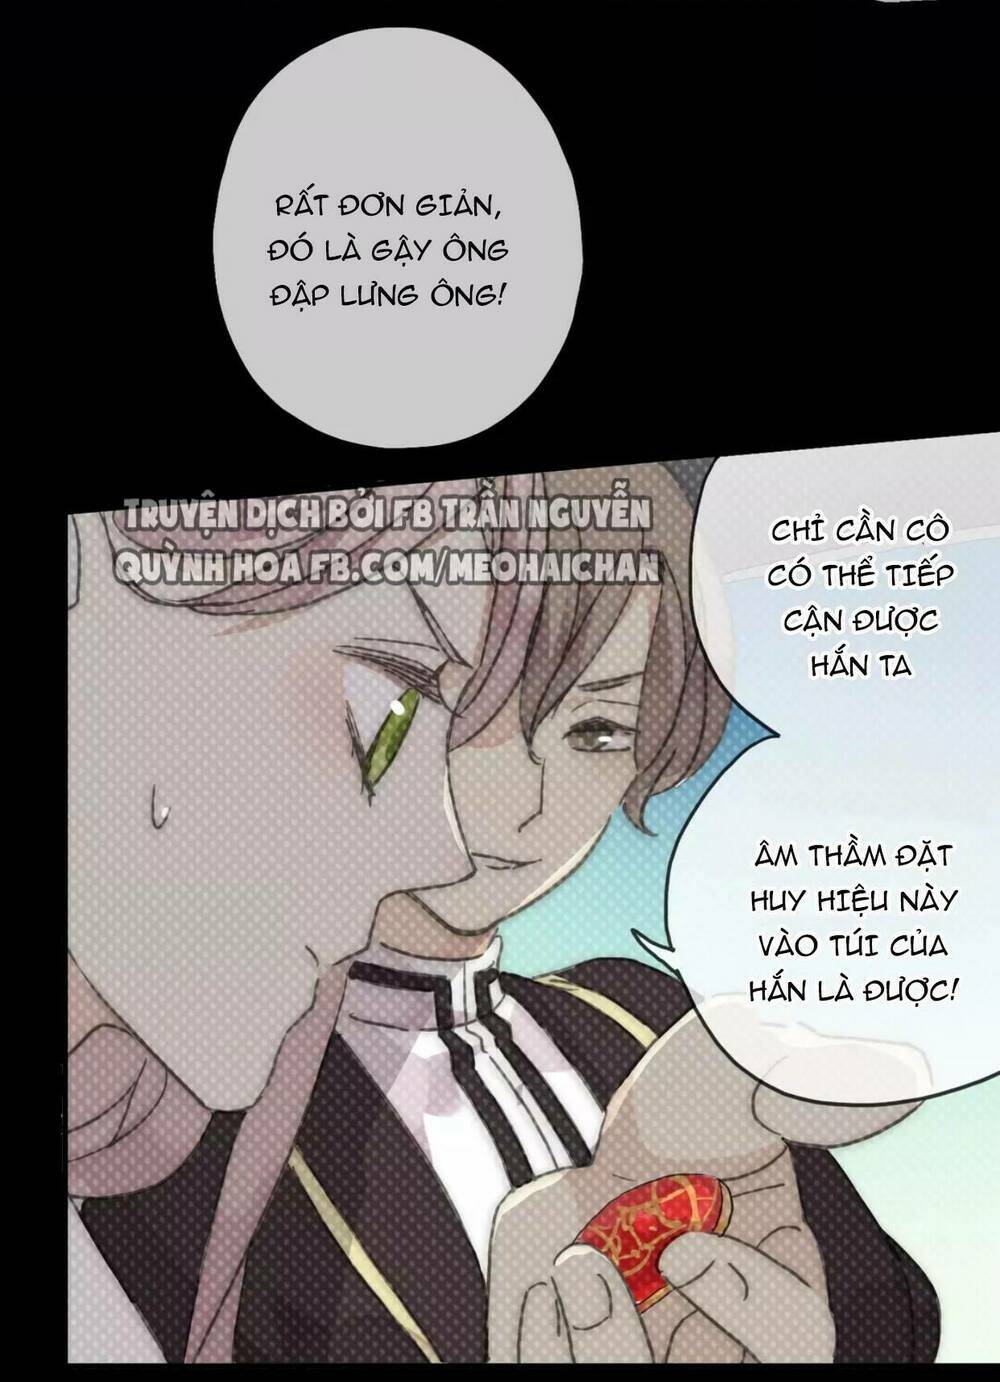 RẤT ĐƠN GIẢN,
ĐÓ LÀ GẬY ÔNG
ĐẬP LƯNG ÔNG!
TRUYỆN DỊCH BỞI FB TRẦN NGUYỄN
QUỲNH HOA FB.COM/MEOHAICHAN
CHỈ CẦN CÔ
CÓ THỂ TIẾP
CẬN ĐƯỢC
HẮN TA
ÂM THẦM ĐẶT
HUY HIỆU NÀY
VÀO TÚI CỦA
HẮN LÀ ĐƯỢC!